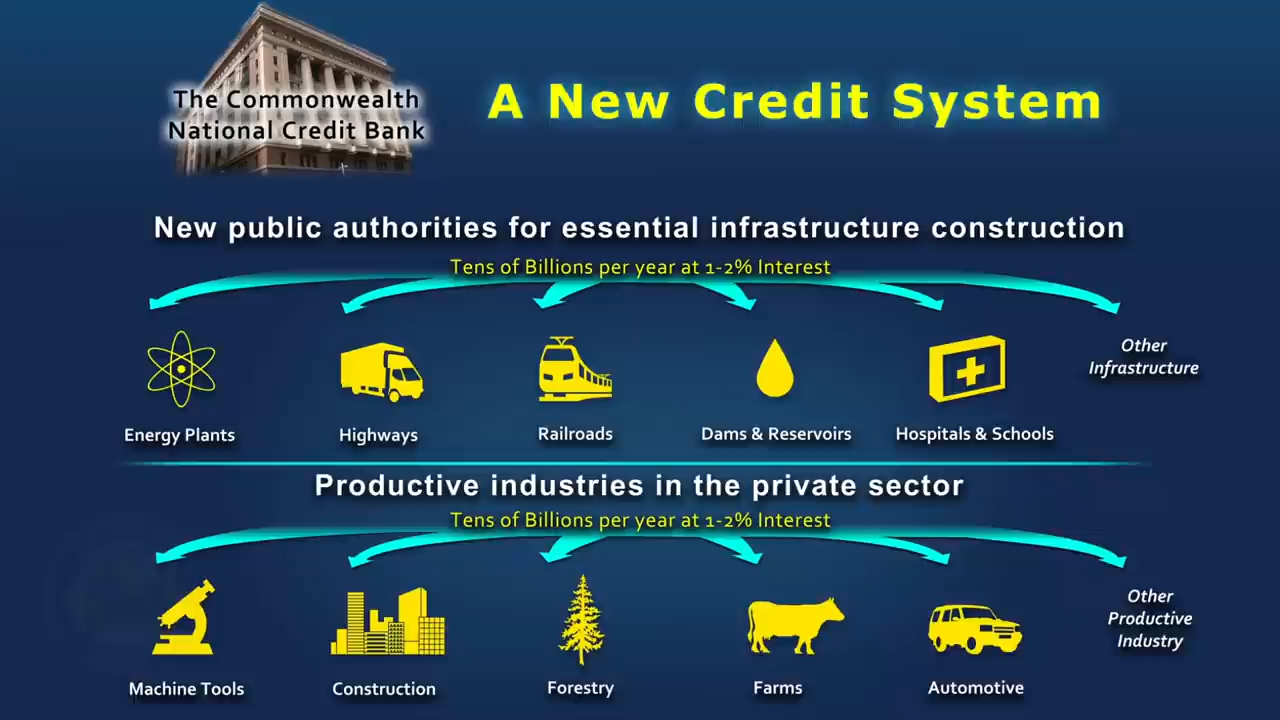 The Commonwealth
National Credit Bank
A New Credit System
New public authorities for essential infrastructure construction
Tens of Billions per year at 1-2% Interest
Energy Plants
Highways
Railroads
Dams & Reservoirs
Hospitals & Schools
Other
Infrastructure
Productive industries in the private sector
Tens of Billions per year at 1-2% Interest
Machine Tools
Construction
Forestry
Farms
Automotive
Other
Productive
Industry